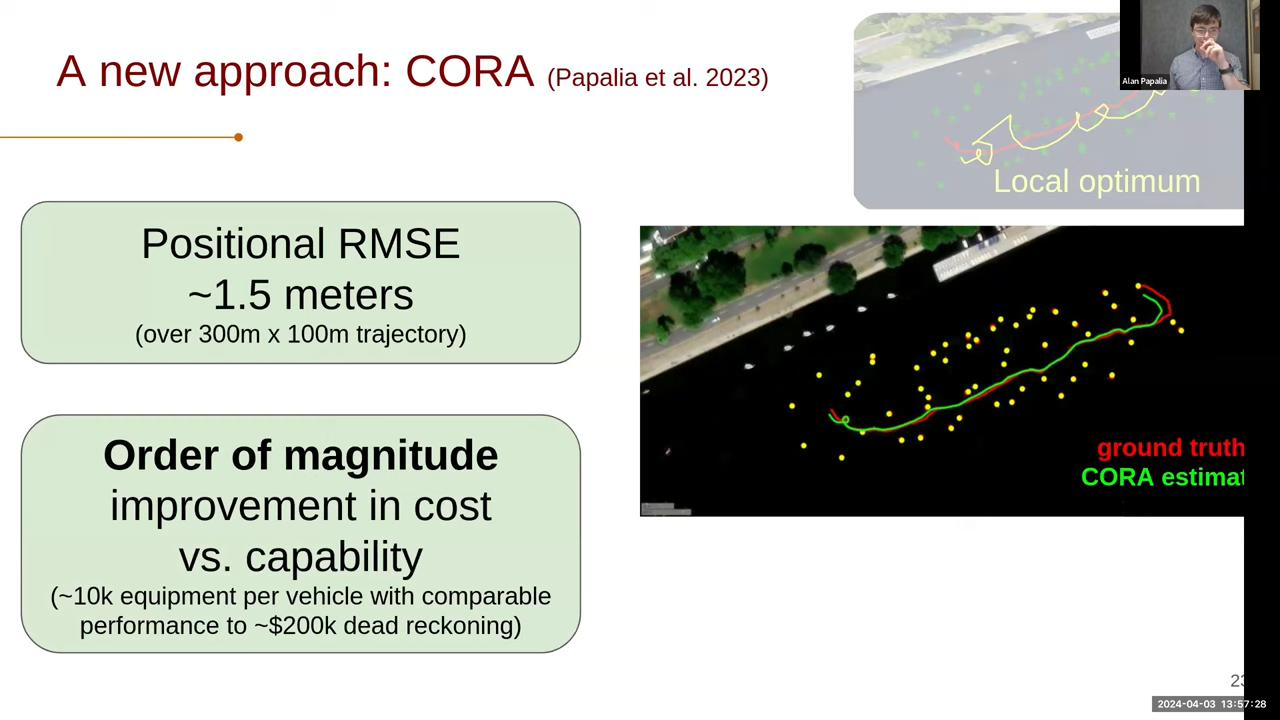 A new approach: CORA (Papalia et al. 2023)
Alan Papalia
Local optimum
Positional RMSE
~1.5 meters
(over 300m x 100m trajectory)
ground truth
CORA estimat
Order of magnitude
improvement in cost
vs. capability
(~10k equipment per vehicle with comparable
performance to ~$200k dead reckoning)
2024-04-03 13:57:28